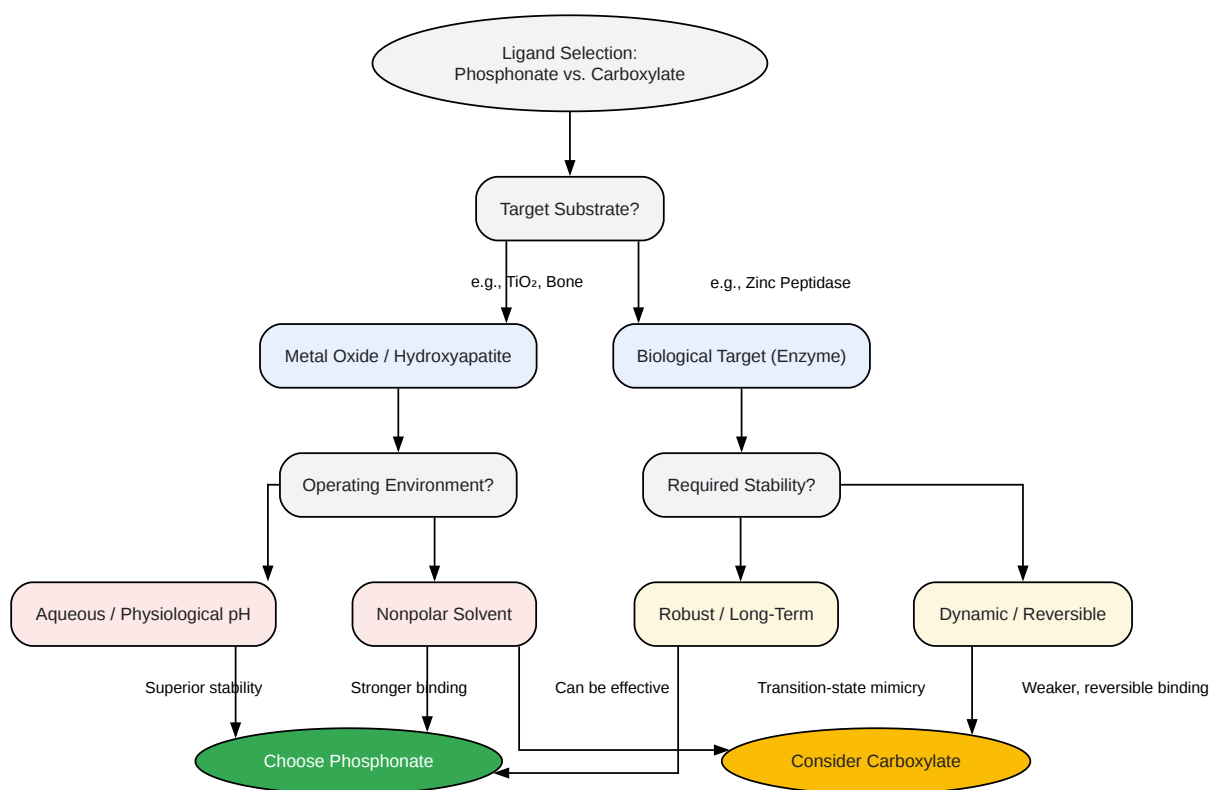 Ligand Selection:
Phosphonate vs. Carboxylate
Target Substrate?
e.g., TiO₂, Bone
e.g., Zinc Peptidase
Metal Oxide / Hydroxyapatite
Biological Target (Enzyme)
Operating Environment?
Required Stability?
Aqueous / Physiological pH
Nonpolar Solvent
Robust / Long-Term
Dynamic / Reversible
Superior stability
Stronger binding
Can be effective
Transition-state mimicry
Weaker, reversible binding
Choose Phosphonate
Consider Carboxylate